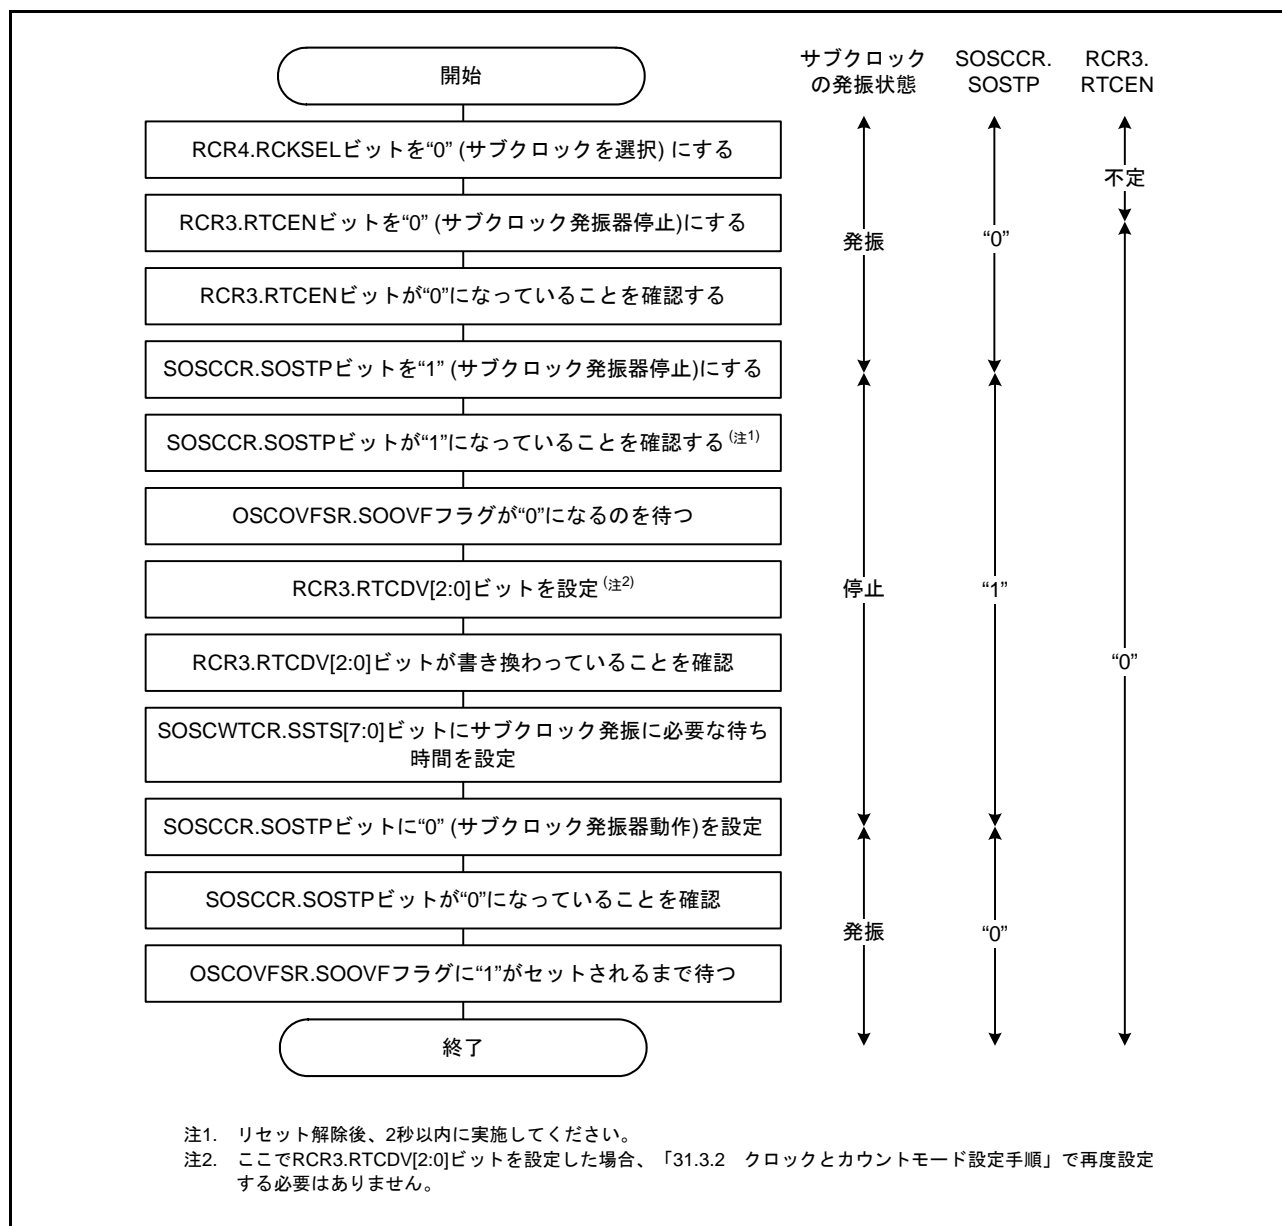 開始
RCR4.RCKSELビットを“0” (サブクロックを選択) にする
RCR3.RTCENビットを“0” (サブクロック発振器停止)にする
RCR3.RTCENビットが“0”になっていることを確認する
SOSCCR.SOSTPビットを“1” (サブクロック発振器停止)にする
SOSCCR.SOSTPビットが“1”になっていることを確認する (注1)
OSCOVFSR.SOOVFフラグが“0”になるのを待つ
RCR3.RTCDV[2:0]ビットを設定 (注2)
RCR3.RTCDV[2:0]ビットが書き換わっていることを確認
SOSCWTCR.SSTS[7:0]ビットにサブクロック発振に必要な待ち
時間を設定
SOSCCR.SOSTPビットに“0” (サブクロック発振器動作)を設定
SOSCCR.SOSTPビットが“0”になっていることを確認
OSCOVFSR.SOOVFフラグに“1”がセットされるまで待つ
終了
サブクロック
の発振状態
発振
停止
発振
SOSCCR.
SOSTP
“0”
“1”
“0”
RCR3.
RTCEN
不定
“0”
注1. リセット解除後、2秒以内に実施してください。
注2. ここでRCR3.RTCDV[2:0]ビットを設定した場合、「31.3.2 クロックとカウントモード設定手順」で再度設定
する必要はありません。